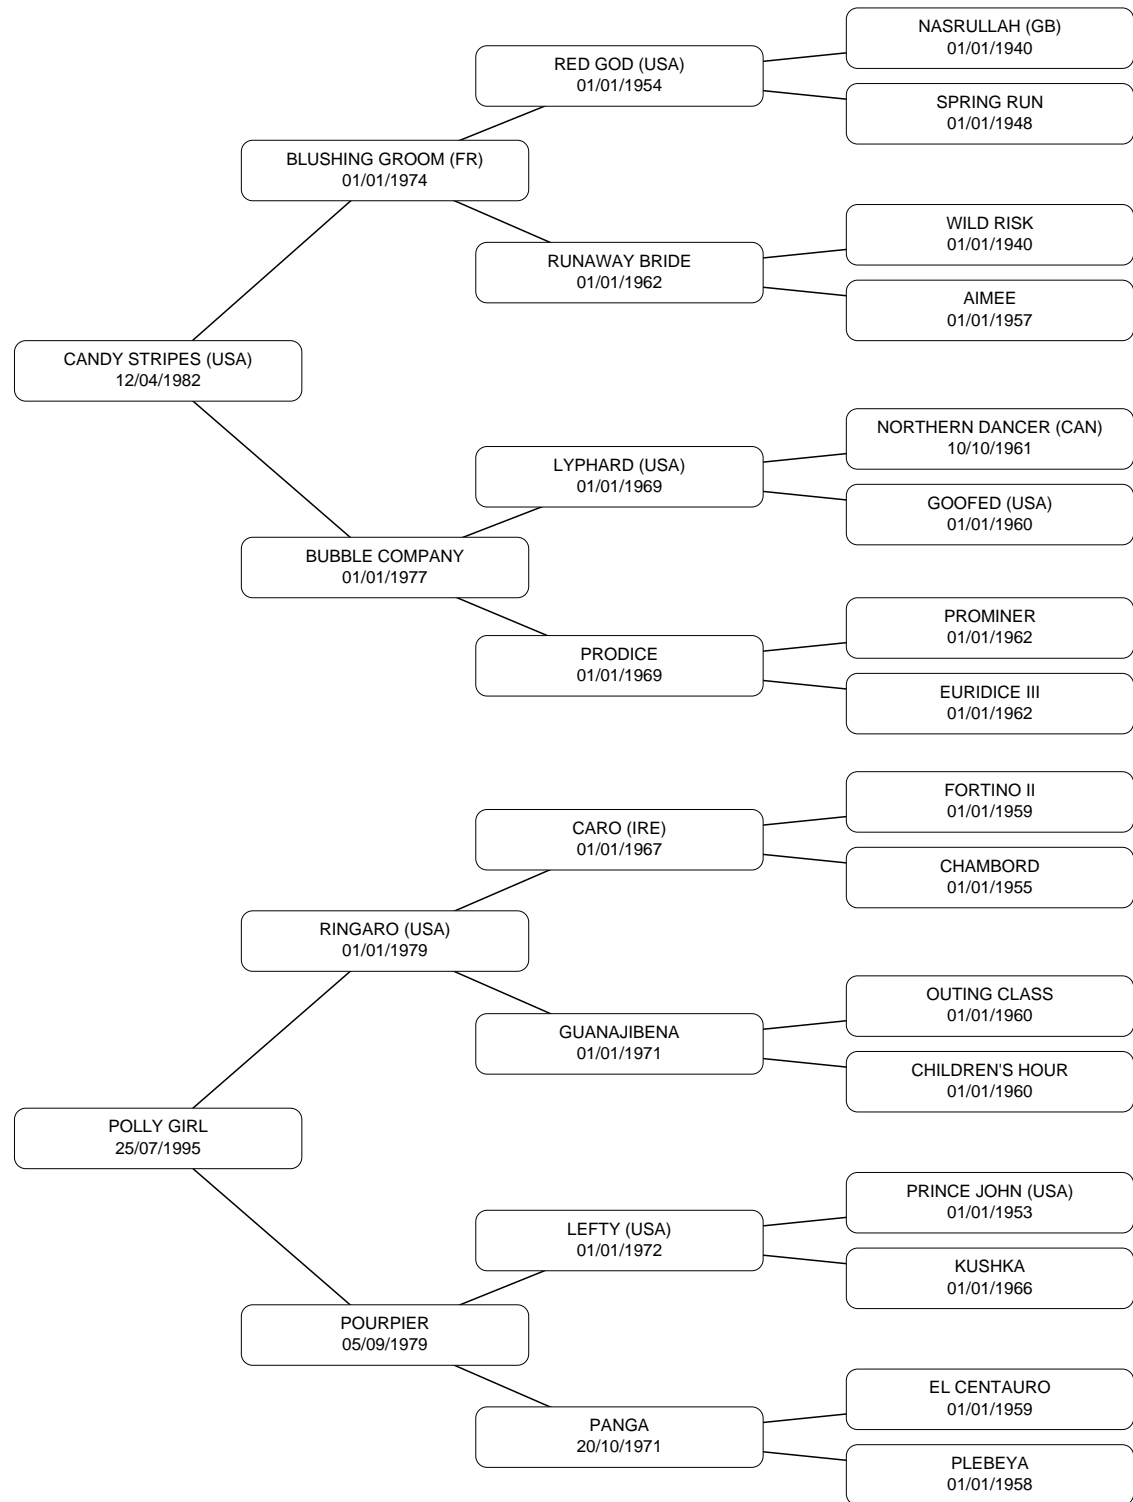 NASRULLAH (GB)
01/01/1940
RED GOD (USA)
01/01/1954
SPRING RUN
01/01/1948
BLUSHING GROOM (FR)
01/01/1974
WILD RISK
01/01/1940
RUNAWAY BRIDE
01/01/1962
AIMEE
01/01/1957
CANDY STRIPES (USA)
12/04/1982
NORTHERN DANCER (CAN)
10/10/1961
LYPHARD (USA)
01/01/1969
GOOFED (USA)
01/01/1960
BUBBLE COMPANY
01/01/1977
PROMINER
01/01/1962
PRODICE
01/01/1969
EURIDICE III
01/01/1962
FORTINO II
01/01/1959
CARO (IRE)
01/01/1967
CHAMBORD
01/01/1955
RINGARO (USA)
01/01/1979
OUTING CLASS
01/01/1960
GUANAJIBENA
01/01/1971
CHILDREN'S HOUR
01/01/1960
POLLY GIRL
25/07/1995
PRINCE JOHN (USA)
01/01/1953
LEFTY (USA)
01/01/1972
KUSHKA
01/01/1966
POURPIER
05/09/1979
EL CENTAURO
01/01/1959
PANGA
20/10/1971
PLEBEYA
01/01/1958